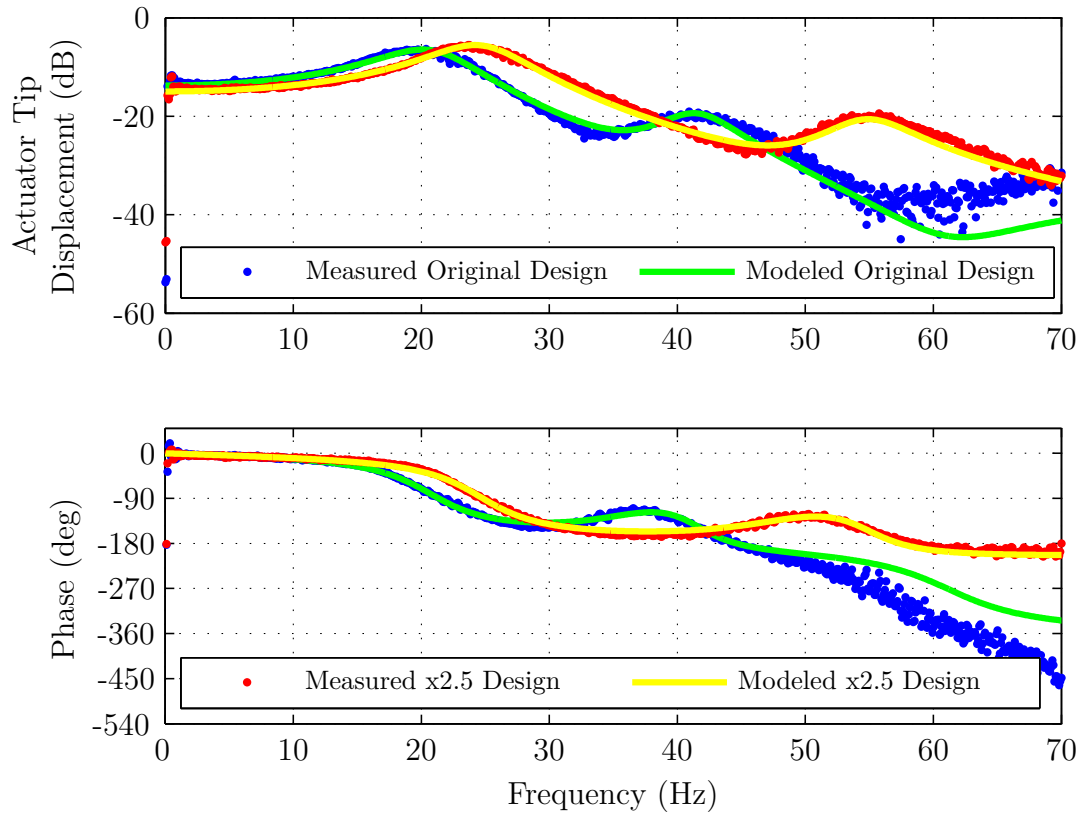 Actuator Tip
Displacement (dB)
0
-20
-40
-60
Measured Original Design
Modeled Original Design
0 10 20 30 40 50 60 70
Phase (deg)
0
-90
-180
-270
-360
-450
-540
Measured x2.5 Design
Modeled x2.5 Design
0 10 20 30 40 50 60 70
Frequency (Hz)